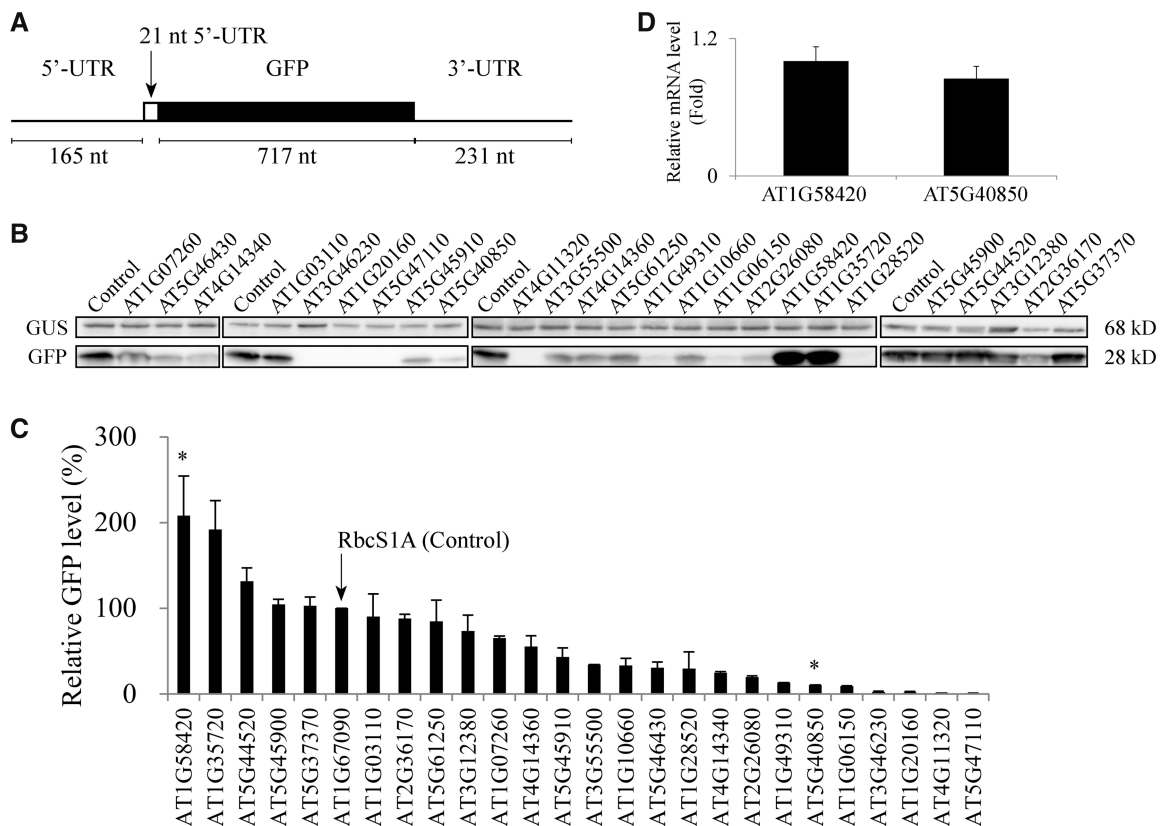 A
21 nt 5’-UTR
5’-UTR
GFP
3’-UTR
165 nt
717 nt
231 nt
D
Relative mRNA level
(Fold)
1.2
0
AT1G58420
AT5G40850
B
Control
AT1G07260
AT5G46430
AT4G14340
Control
AT1G03110
AT3G46230
AT1G20160
AT5G47110
AT5G45910
AT5G40850
Control
AT4G11320
AT3G55500
AT4G14360
AT5G61250
AT1G49310
AT1G10660
AT1G06150
AT2G26080
AT1G58420
AT1G35720
AT1G28520
Control
AT5G45900
AT5G44520
AT3G12380
AT2G36170
AT5G37370
GUS
68 kD
GFP
28 kD
C
Relative GFP level (%)
300
200
100
0
*
RbcS1A (Control)
*
AT1G58420
AT1G35720
AT5G44520
AT5G45900
AT5G37370
AT1G67090
AT1G03110
AT2G36170
AT5G61250
AT3G12380
AT1G07260
AT4G14360
AT5G45910
AT3G55500
AT1G10660
AT5G46430
AT1G28520
AT4G14340
AT2G26080
AT1G49310
AT5G40850
AT1G06150
AT3G46230
AT1G20160
AT4G11320
AT5G47110